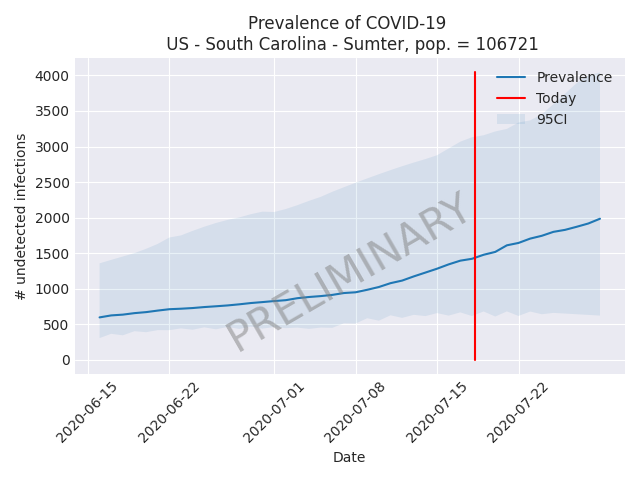 Prevalence of COVID-19
US - South Carolina - Sumter, pop. = 106721
# undetected infections
4000
3500
3000
2500
2000
1500
1000
500
0
Prevalence
Today
95CI
PRELIMINARY
2020-06-15
2020-06-22
2020-07-01
2020-07-08
2020-07-15
2020-07-22
Date